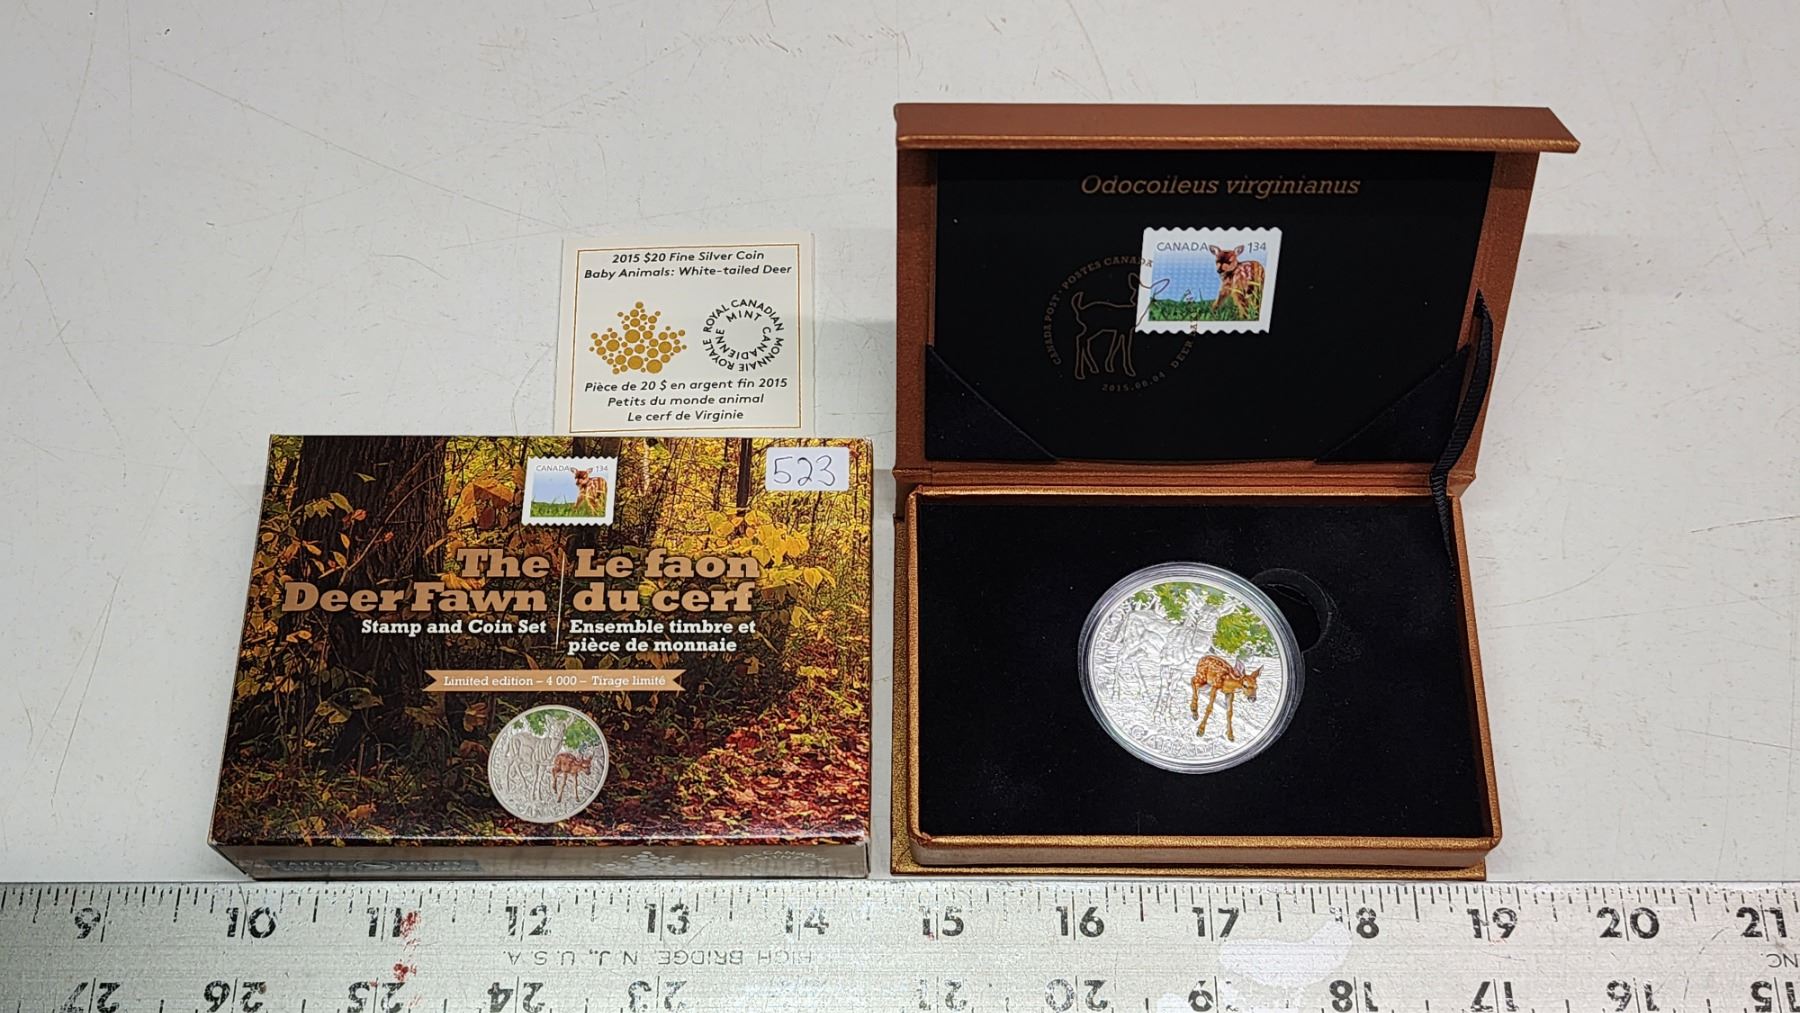 2015 $20 Fine Silver Coin
Baby Animals: White-tailed Deer
ROYAL CANADIAN MINT
MONNAIE ROYALE CANADIENNE
Pièce de 20 $ en argent fin 2015
Petits du monde animal
Le cerf de Virginie
Odocoileus virginianus
CANADA 134
CANADA POST · POSTES CANADA
CANADA 134
523
The Deer Fawn
Stamp and Coin Set
Le faon du cerf
Ensemble timbre et
pièce de monnaie
Limited edition – 4 000 – Tirage limité
CANADA
9 10 11 12 13 14 15 16 17 18 19 20 21
HIGH BRIDGE, N.J., U.S.A.
27 26 25 24 23 21 20 19 18 17 16 15